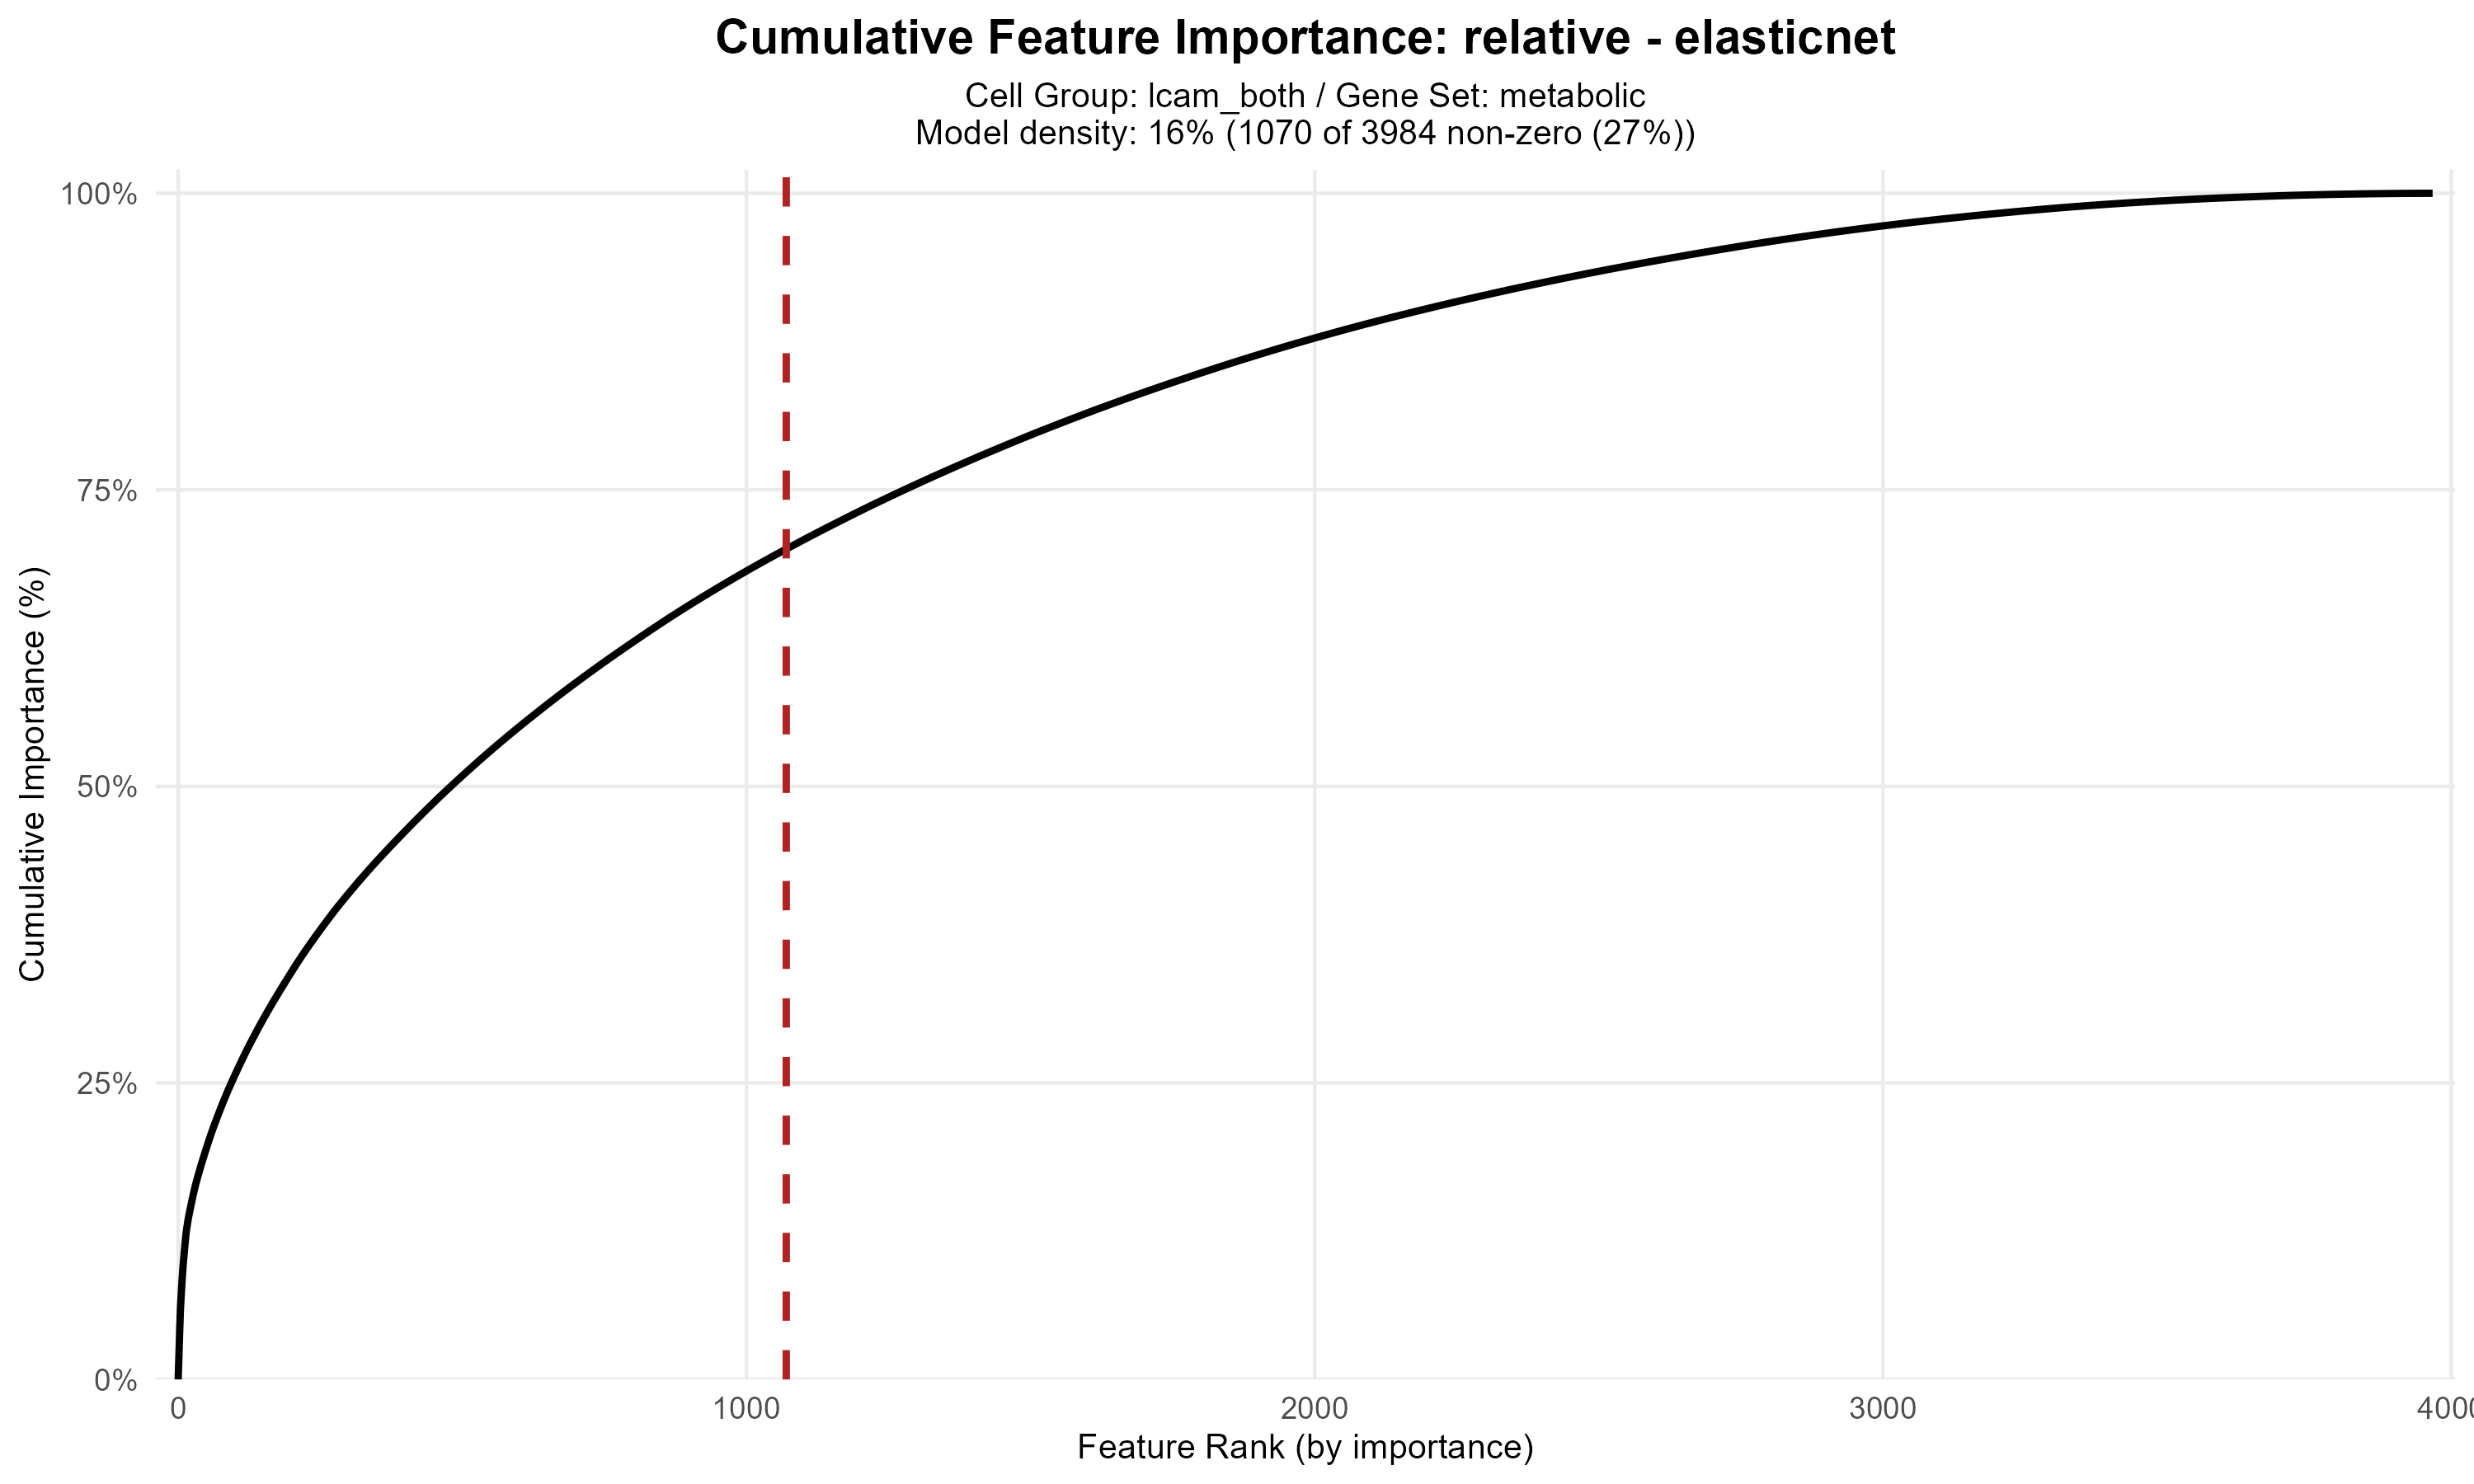 Cumulative Feature Importance: relative - elasticnet
Cell Group: lcam_both / Gene Set: metabolic
Model density: 16% (1070 of 3984 non-zero (27%))
100%
75%
50%
25%
0%
Cumulative Importance (%)
0 1000 2000 3000 400
Feature Rank (by importance)